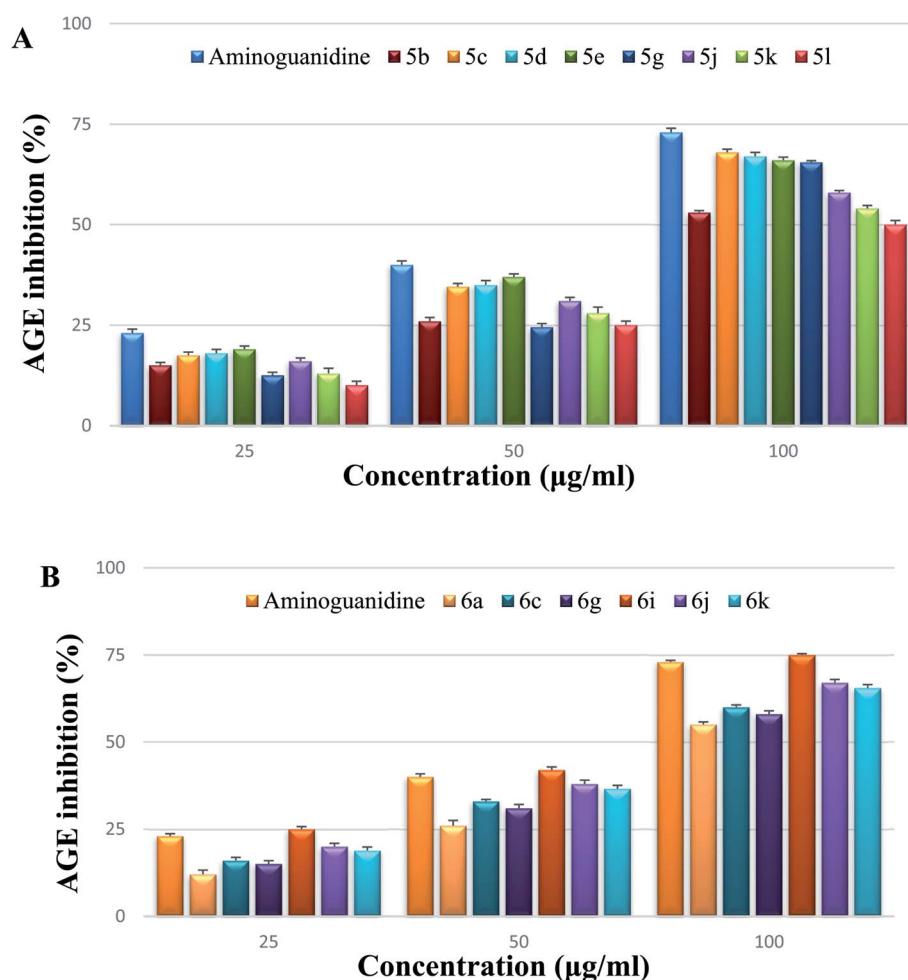 A
100
Aminoguanidine 5b 5c 5d 5e 5g 5j 5k 5l
75
50
25
0
AGE inhibition (%)
25 50 100
Concentration (µg/ml)
B
100
Aminoguanidine 6a 6c 6g 6i 6j 6k
75
50
25
0
AGE inhibition (%)
25 50 100
Concentration (µg/ml)